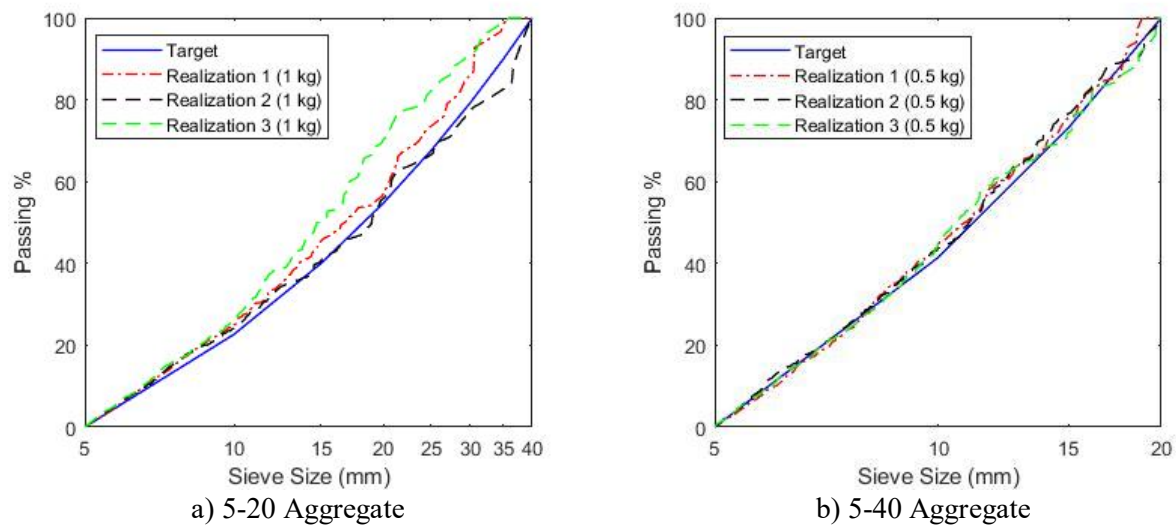 100
80
60
40
20
0
Passing %
Target
Realization 1 (1 kg)
Realization 2 (1 kg)
Realization 3 (1 kg)
5 10 15 20 25 30 35 40
Sieve Size (mm)
a) 5-20 Aggregate
100
80
60
40
20
0
Passing %
Target
Realization 1 (0.5 kg)
Realization 2 (0.5 kg)
Realization 3 (0.5 kg)
5 10 15 20
Sieve Size (mm)
b) 5-40 Aggregate